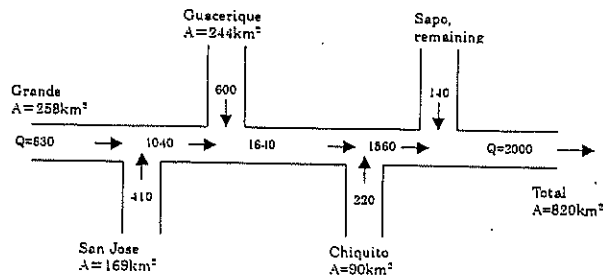 Guacerique
A=244km²
Sapo,
remaining
Grande
A=258km²
600
140
Q=630
1040
1640
1860
Q=2000
410
220
Total
A=820km²
San Jose
A=169km²
Chiquito
A=90km²